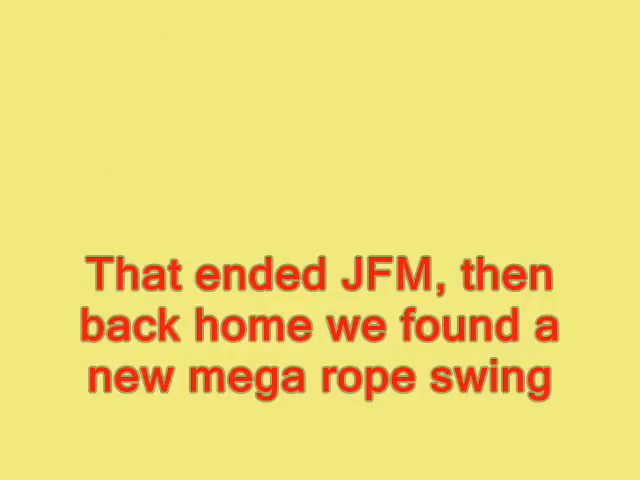 That ended JFM, then
back home we found a
new mega rope swing